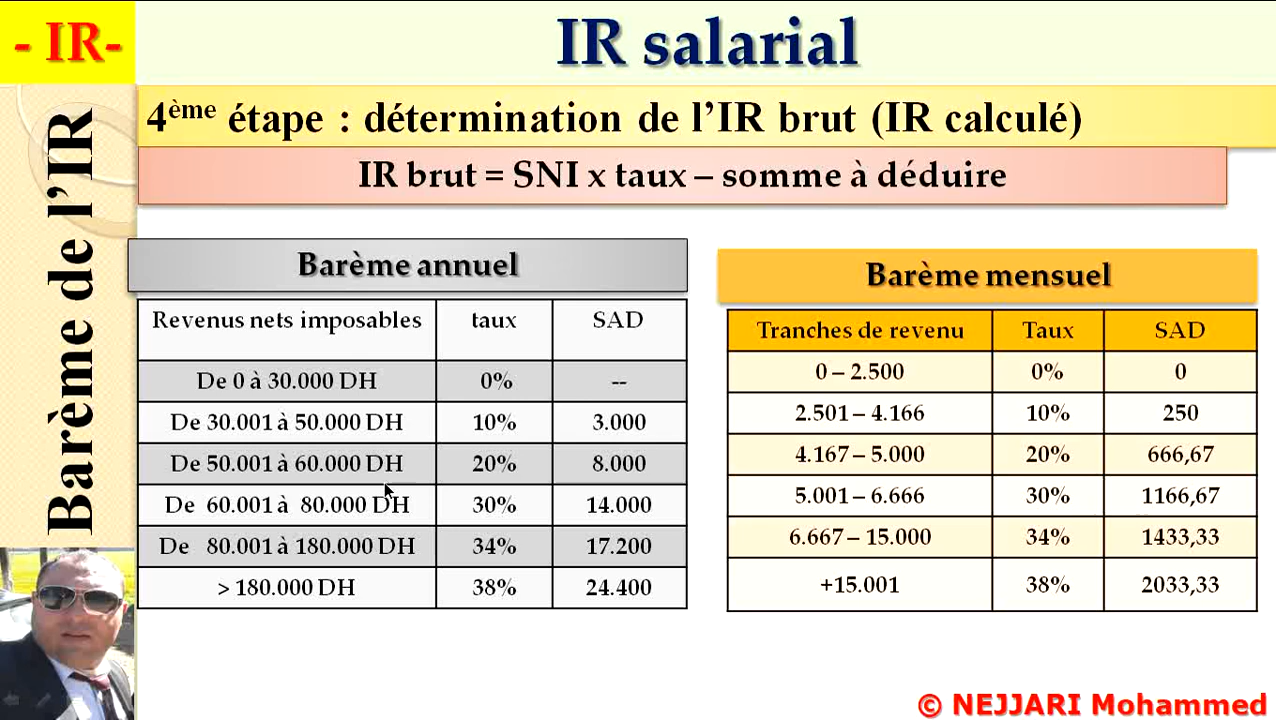 - IR-
IR salarial
Barème de l’IR
4ème étape : détermination de l’IR brut (IR calculé)
IR brut = SNI x taux – somme à déduire
Barème annuel
Revenus nets imposables taux SAD
De 0 à 30.000 DH 0% --
De 30.001 à 50.000 DH 10% 3.000
De 50.001 à 60.000 DH 20% 8.000
De 60.001 à 80.000 DH 30% 14.000
De 80.001 à 180.000 DH 34% 17.200
> 180.000 DH 38% 24.400
Barème mensuel
Tranches de revenu Taux SAD
0 – 2.500 0% 0
2.501 – 4.166 10% 250
4.167 – 5.000 20% 666,67
5.001 – 6.666 30% 1166,67
6.667 – 15.000 34% 1433,33
+15.001 38% 2033,33
© NEJJARI Mohammed